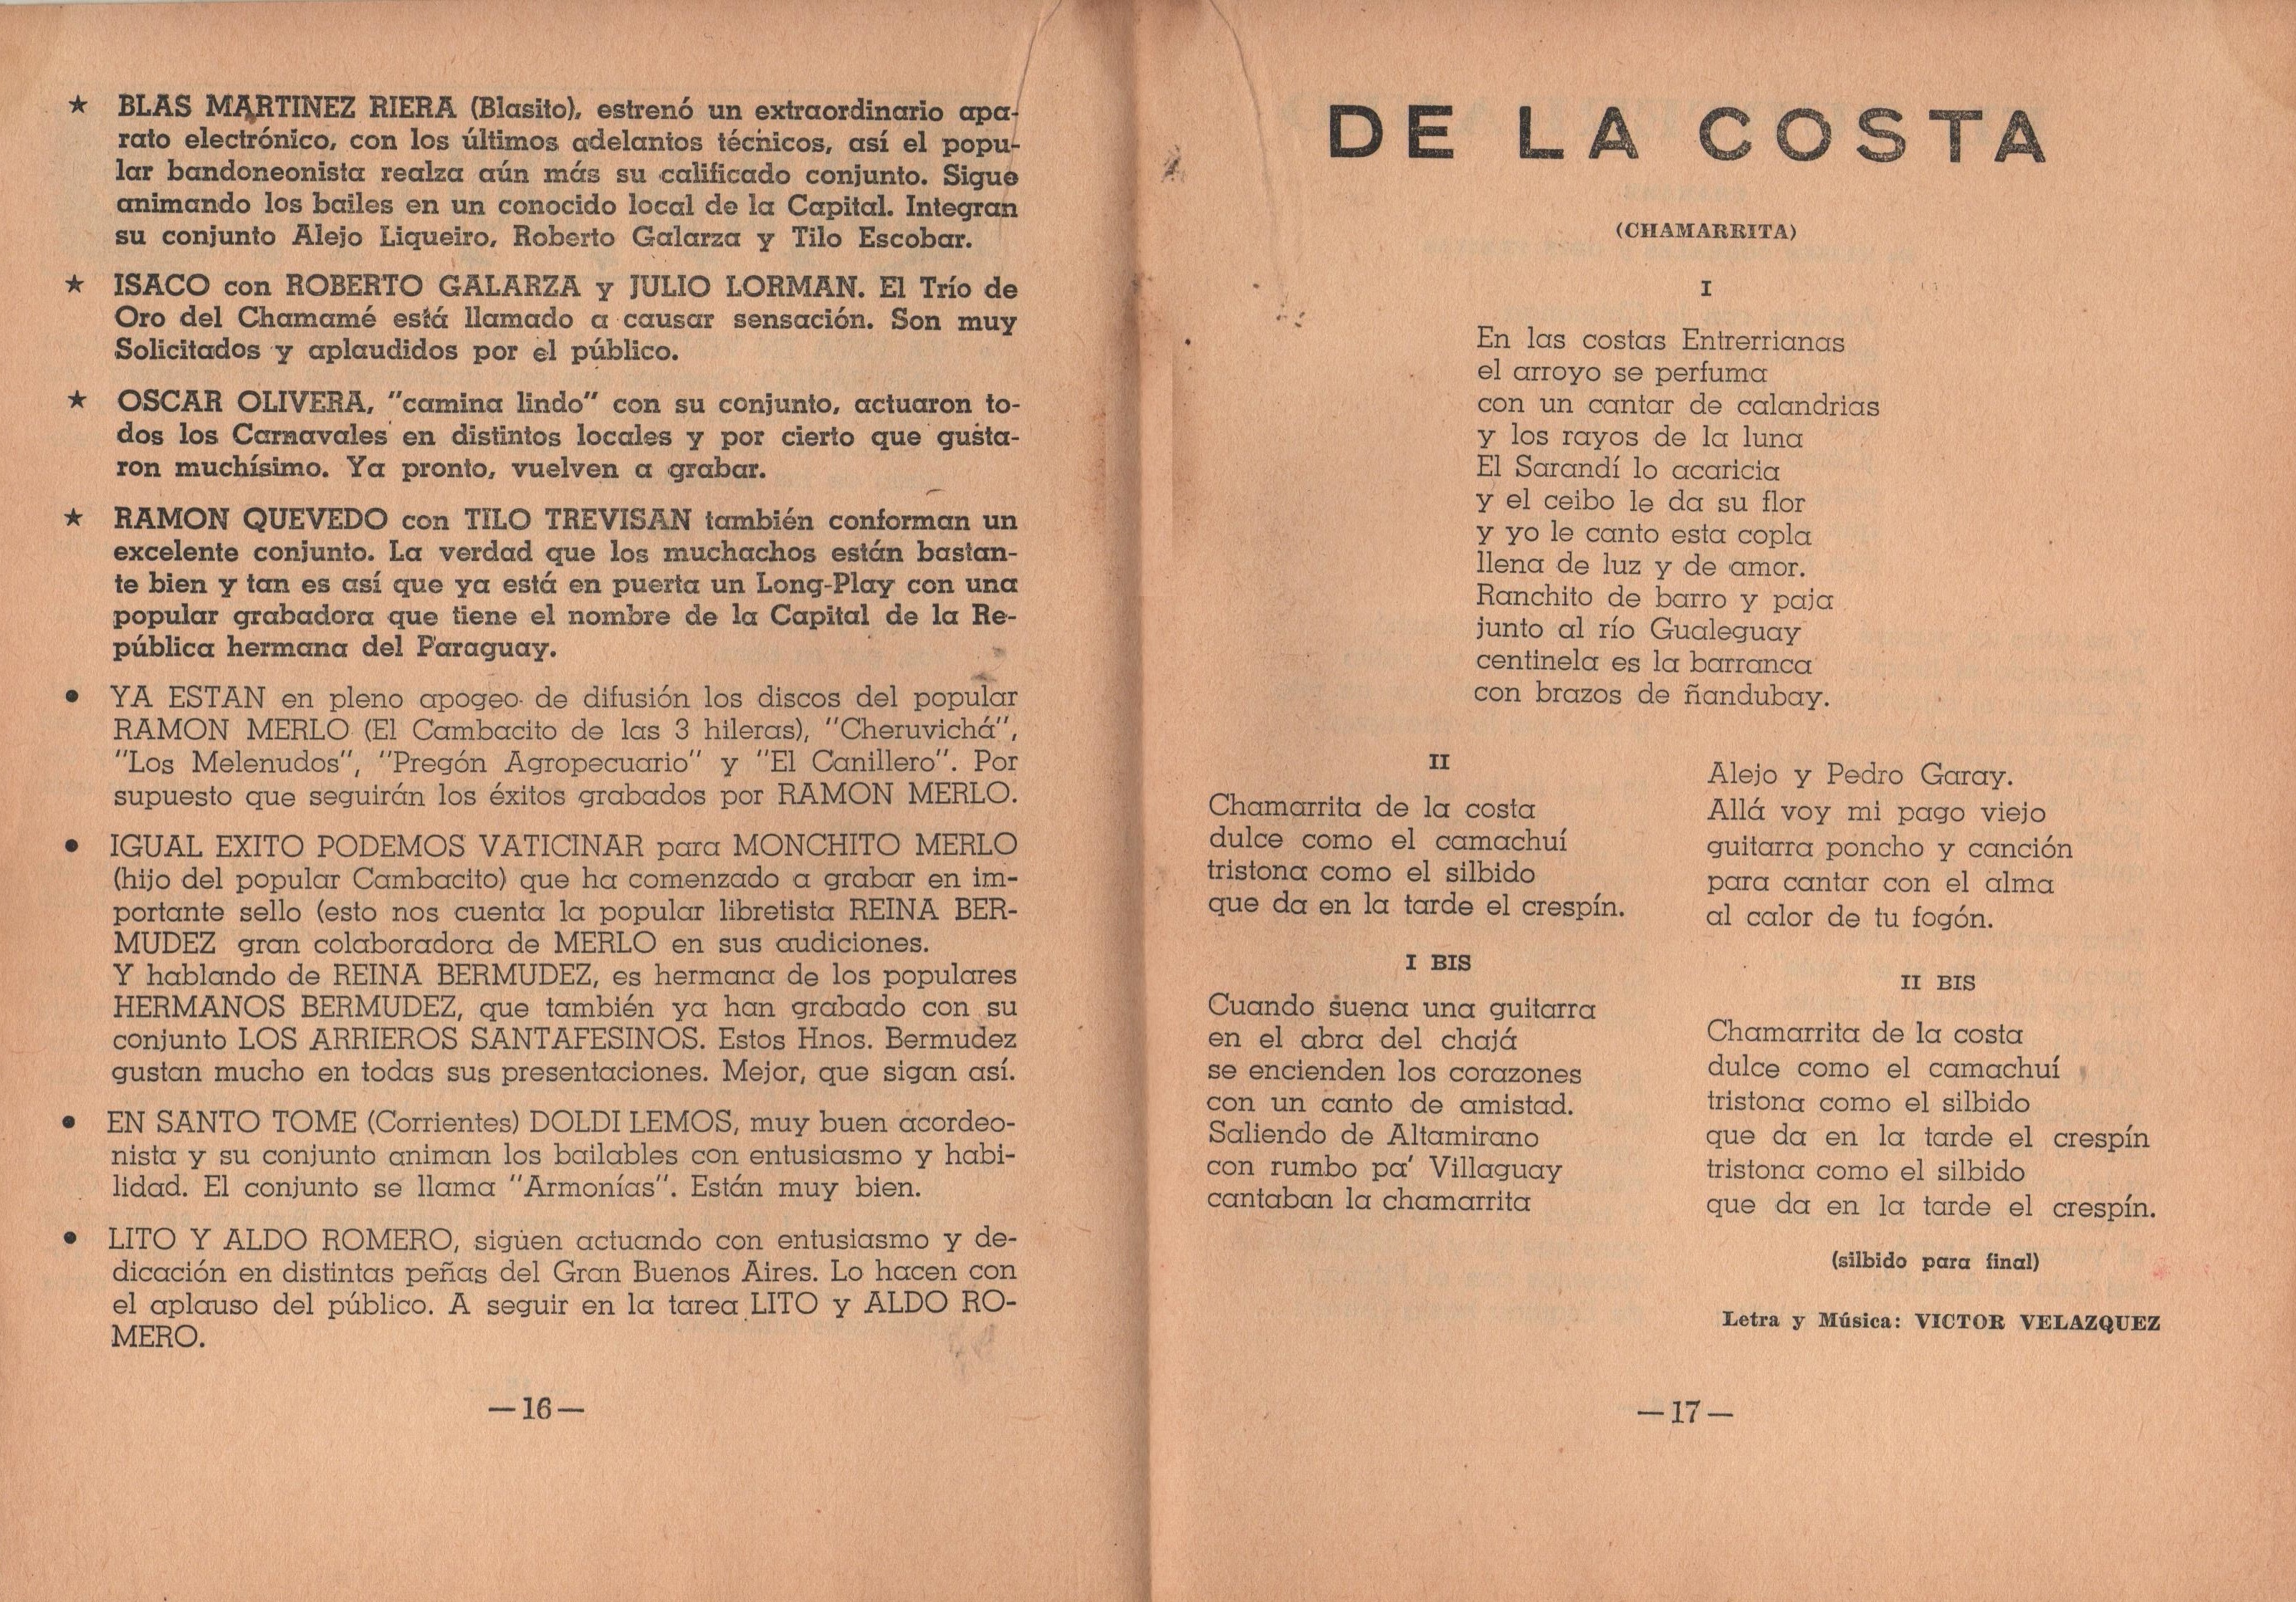 ★ BLAS MARTINEZ RIERA (Blasito), estrenó un extraordinario apa-
rato electrónico, con los últimos adelantos técnicos, así el popu-
lar bandoneonista realza aún más su calificado conjunto. Sigue
animando los bailes en un conocido local de la Capital. Integran
su conjunto Alejo Liqueiro, Roberto Galarza y Tilo Escobar.
★ ISACO con ROBERTO GALARZA y JULIO LORMAN. El Trío de
Oro del Chamamé está llamado a causar sensación. Son muy
Solicitados y aplaudidos por el público.
★ OSCAR OLIVERA, "camina lindo" con su conjunto, actuaron to-
dos los Carnavales en distintos locales y por cierto que gusta-
ron muchísimo. Ya pronto, vuelven a grabar.
★ RAMON QUEVEDO con TILO TREVISAN también conforman un
excelente conjunto. La verdad que los muchachos están bastan-
te bien y tan es así que ya está en puerta un Long-Play con una
popular grabadora que tiene el nombre de la Capital de la Re-
pública hermana del Paraguay.
● YA ESTAN en pleno apogeo de difusión los discos del popular
RAMON MERLO (El Cambacito de las 3 hileras), "Cheruvichá",
"Los Melenudos", "Pregón Agropecuario" y "El Canillero". Por
supuesto que seguirán los éxitos grabados por RAMON MERLO.
● IGUAL EXITO PODEMOS VATICINAR para MONCHITO MERLO
(hijo del popular Cambacito) que ha comenzado a grabar en im-
portante sello (esto nos cuenta la popular libretista REINA BER-
MUDEZ gran colaboradora de MERLO en sus audiciones.
Y hablando de REINA BERMUDEZ, es hermana de los populares
HERMANOS BERMUDEZ, que también ya han grabado con su
conjunto LOS ARRIEROS SANTAFESINOS. Estos Hnos. Bermudez
gustan mucho en todas sus presentaciones. Mejor, que sigan así.
● EN SANTO TOME (Corrientes) DOLDI LEMOS, muy buen acordeo-
nista y su conjunto animan los bailables con entusiasmo y habi-
lidad. El conjunto se llama "Armonías". Están muy bien.
● LITO Y ALDO ROMERO, siguen actuando con entusiasmo y de-
dicación en distintas peñas del Gran Buenos Aires. Lo hacen con
el aplauso del público. A seguir en la tarea LITO y ALDO RO-
MERO.
—16—
DE LA COSTA
(CHAMARRITA)
I
En las costas Entrerrianas
el arroyo se perfuma
con un cantar de calandrias
y los rayos de la luna
El Sarandí lo acaricia
y el ceibo le da su flor
y yo le canto esta copla
llena de luz y de amor.
Ranchito de barro y paja
junto al río Gualeguay
centinela es la barranca
con brazos de ñandubay.
II
Chamarrita de la costa
dulce como el camachuí
tristona como el silbido
que da en la tarde el crespín.
I BIS
Cuando suena una guitarra
en el abra del chajá
se encienden los corazones
con un canto de amistad.
Saliendo de Altamirano
con rumbo pa' Villaguay
cantaban la chamarrita
Alejo y Pedro Garay.
Allá voy mi pago viejo
guitarra poncho y canción
para cantar con el alma
al calor de tu fogón.
II BIS
Chamarrita de la costa
dulce como el camachuí
tristona como el silbido
que da en la tarde el crespín
tristona como el silbido
que da en la tarde el crespín.
(silbido para final)
Letra y Música: VICTOR VELAZQUEZ
—17—